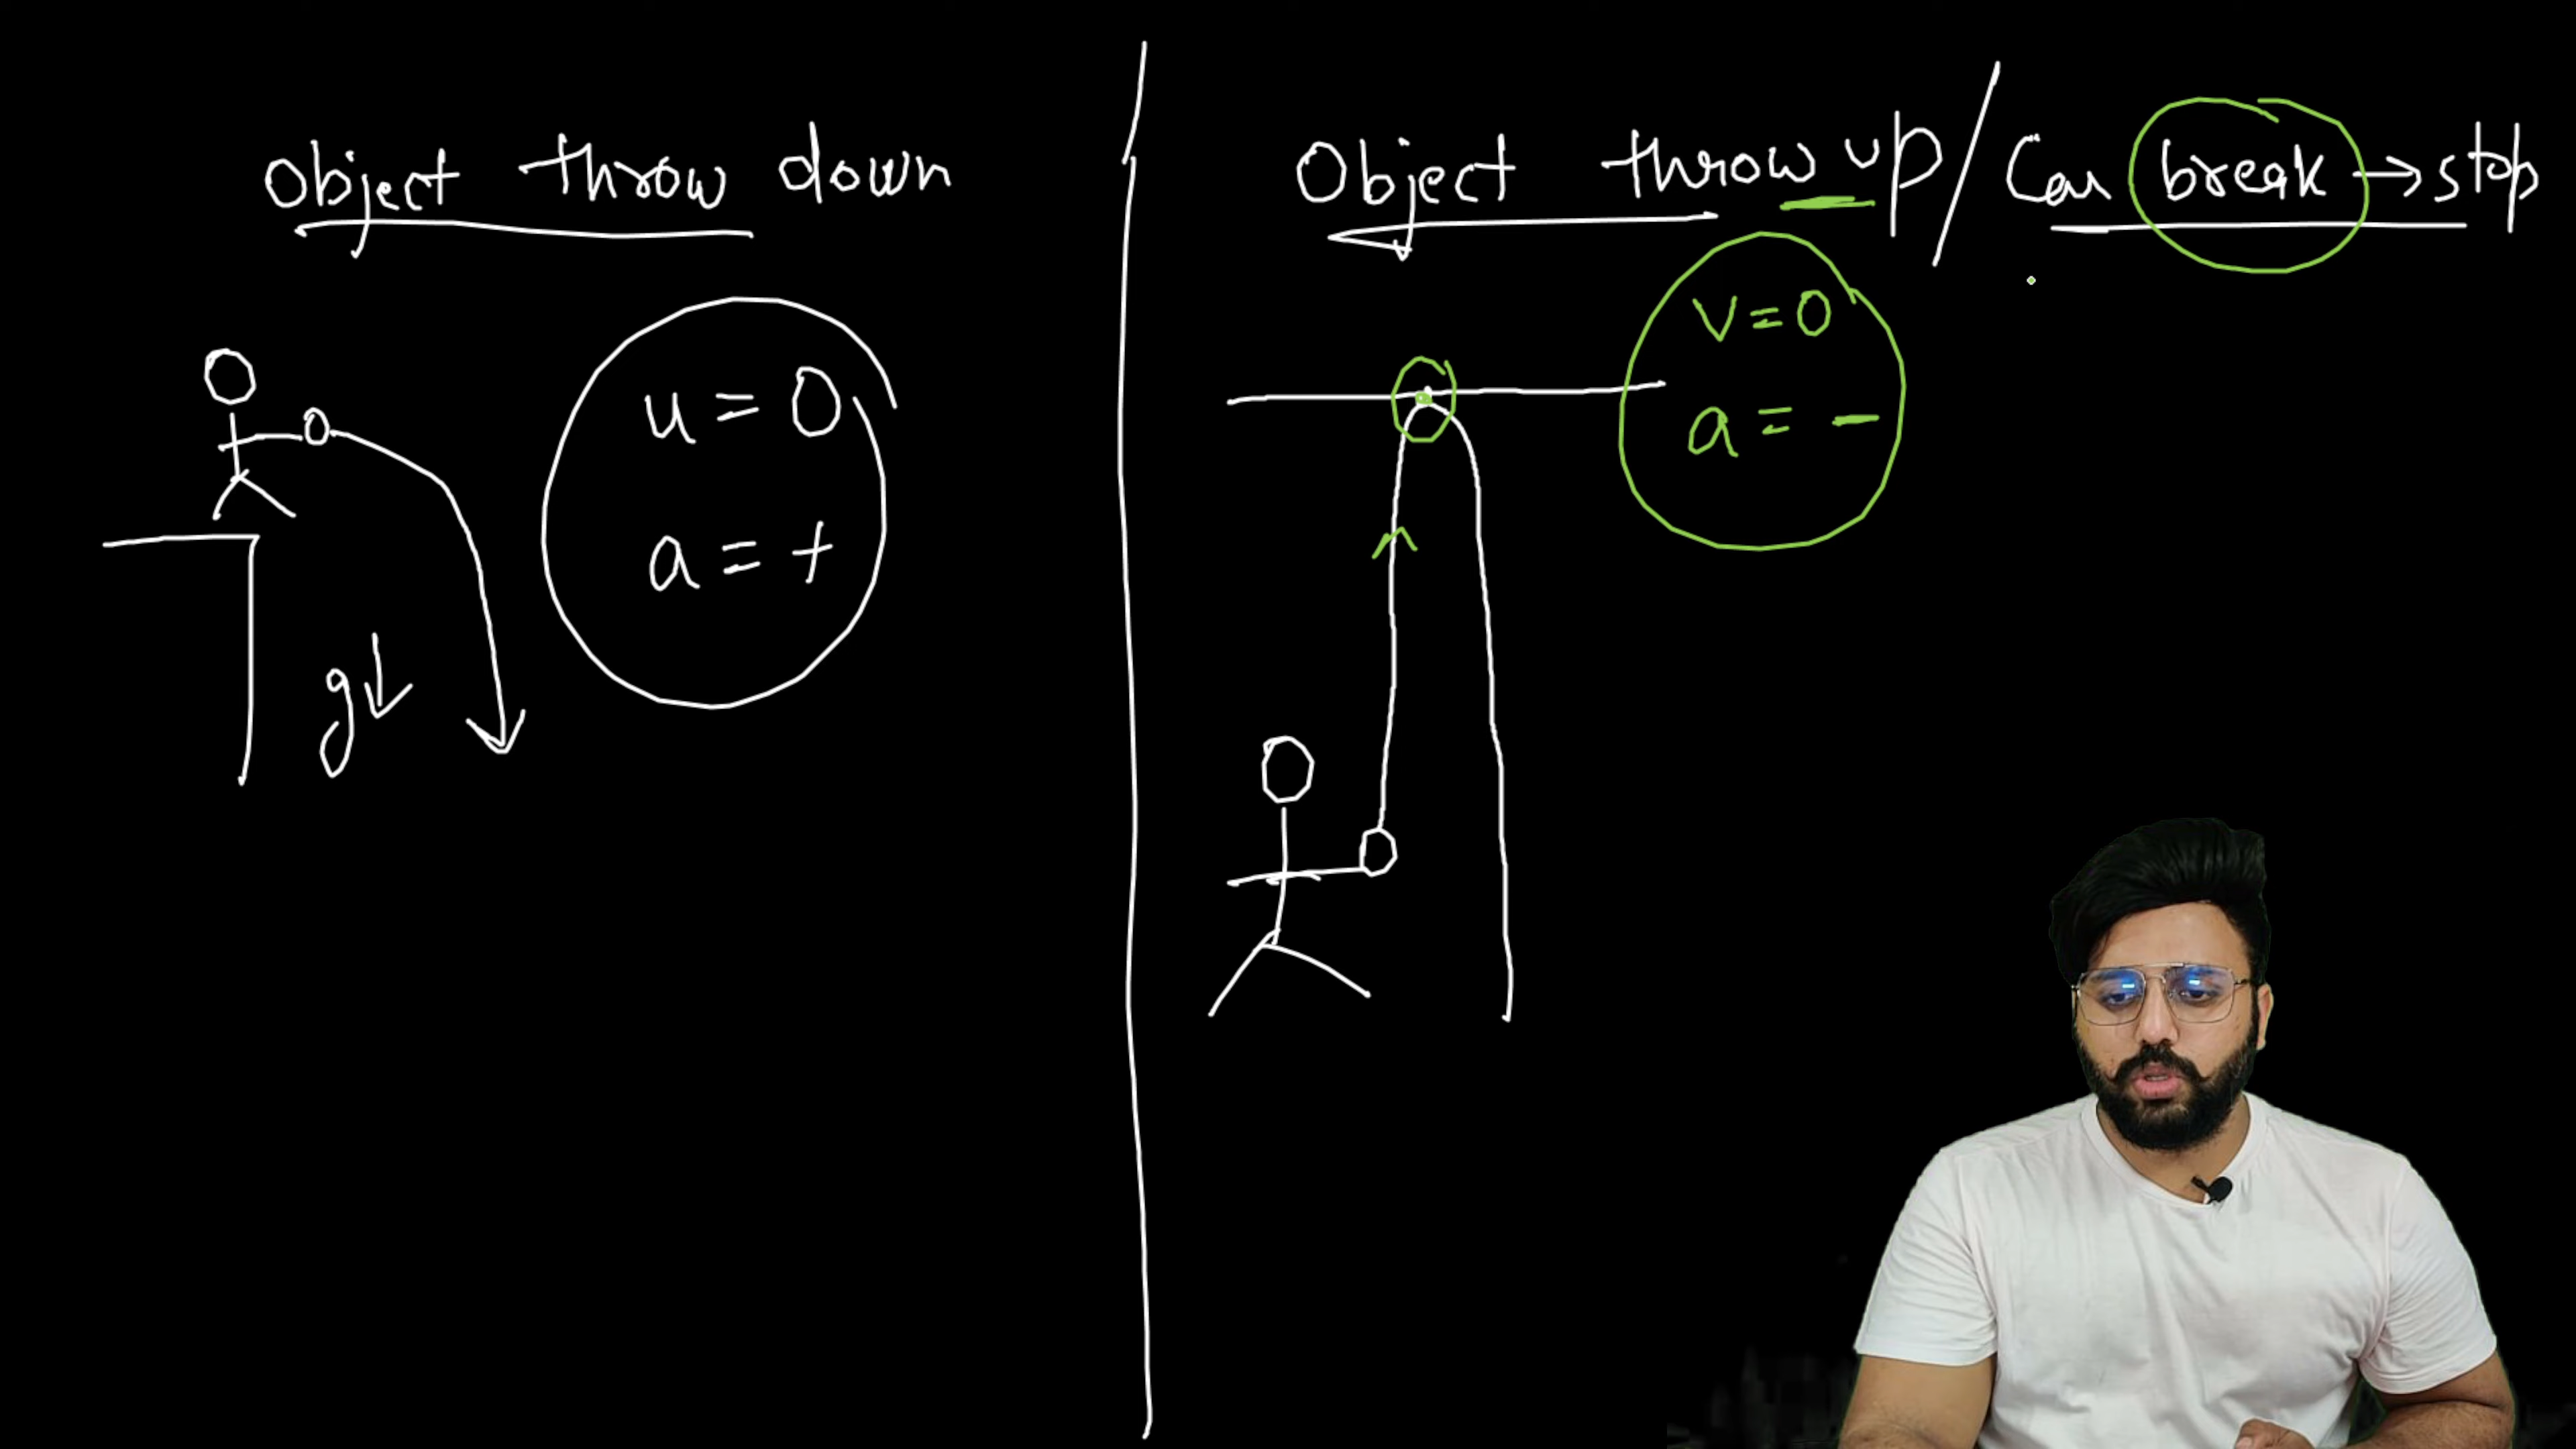 Object throw down
u = 0
a = +
g↓
Object throw up / Car break → stop
v = 0
a = -